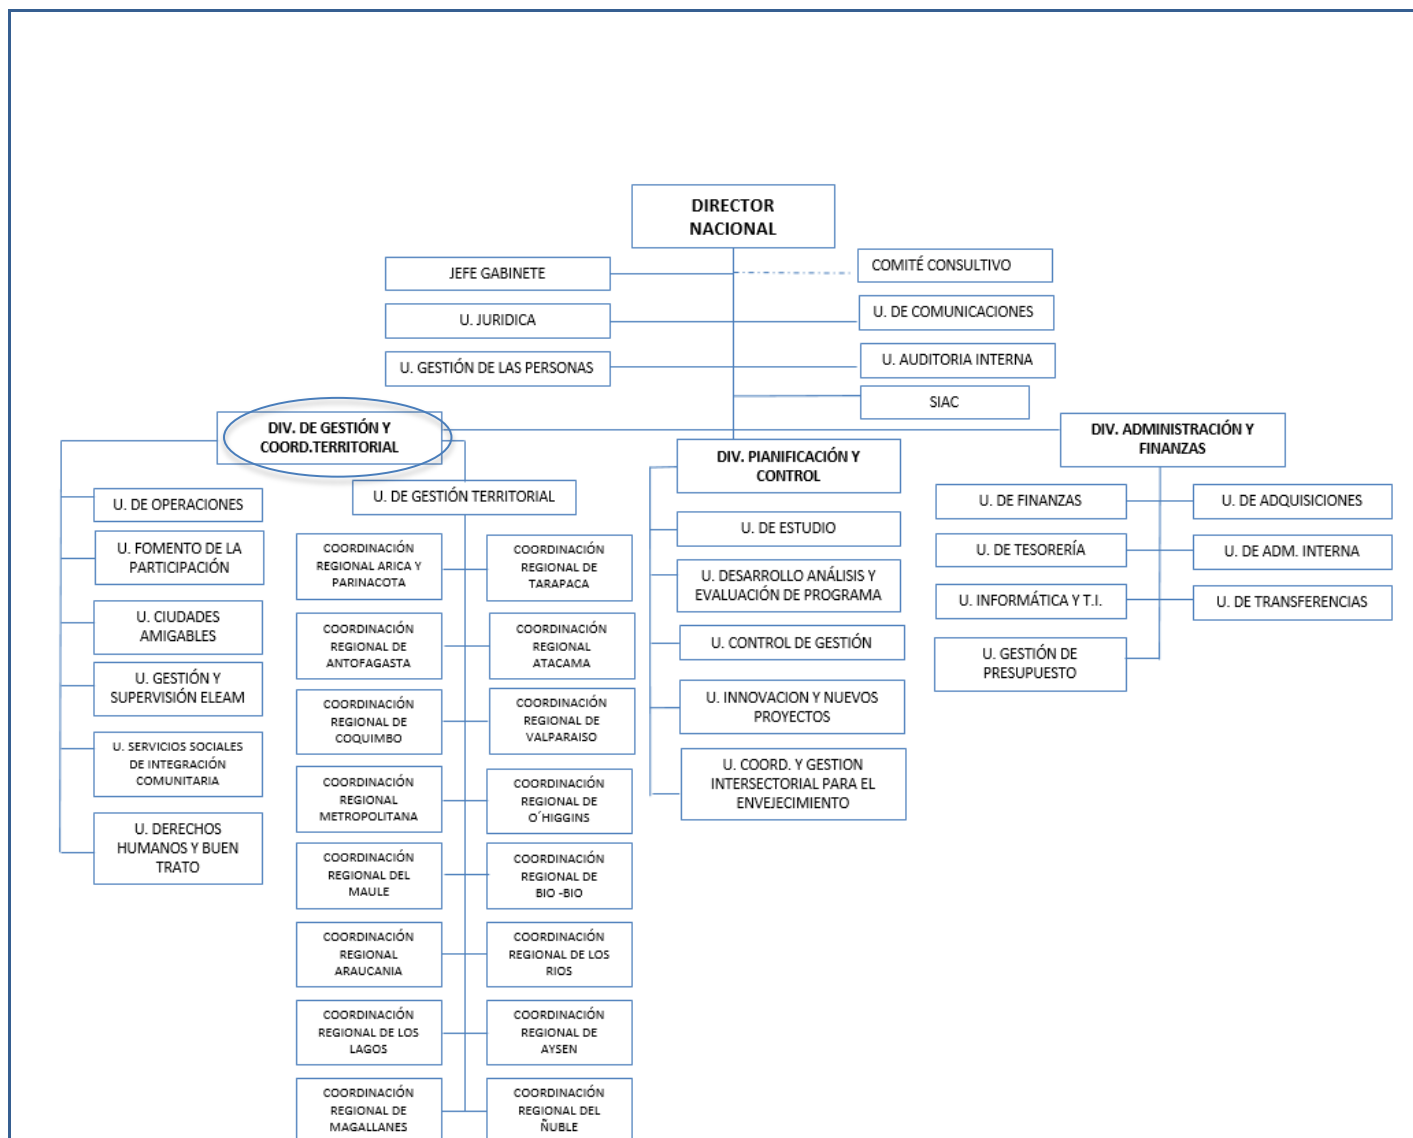 DIRECTOR
NACIONAL
JEFE GABINETE
COMITÉ CONSULTIVO
U. JURIDICA
U. DE COMUNICACIONES
U. GESTIÓN DE LAS PERSONAS
U. AUDITORIA INTERNA
SIAC
DIV. DE GESTIÓN Y
COORD.TERRITORIAL
DIV. PIANIFICACIÓN Y
CONTROL
DIV. ADMINISTRACIÓN Y
FINANZAS
U. DE OPERACIONES
U. FOMENTO DE LA
PARTICIPACIÓN
U. CIUDADES
AMIGABLES
U. GESTIÓN Y
SUPERVISIÓN ELEAM
U. SERVICIOS SOCIALES
DE INTEGRACIÓN
COMUNITARIA
U. DERECHOS
HUMANOS Y BUEN
TRATO
U. DE GESTIÓN TERRITORIAL
COORDINACIÓN
REGIONAL ARICA Y
PARINACOTA
COORDINACIÓN
REGIONAL DE
TARAPACA
COORDINACIÓN
REGIONAL DE
ANTOFAGASTA
COORDINACIÓN
REGIONAL
ATACAMA
COORDINACIÓN
REGIONAL DE
COQUIMBO
COORDINACIÓN
REGIONAL DE
VALPARAISO
COORDINACIÓN
REGIONAL
METROPOLITANA
COORDINACIÓN
REGIONAL DE
O´HIGGINS
COORDINACIÓN
REGIONAL DEL
MAULE
COORDINACIÓN
REGIONAL DE
BIO -BIO
COORDINACIÓN
REGIONAL
ARAUCANIA
COORDINACIÓN
REGIONAL DE LOS
RIOS
COORDINACIÓN
REGIONAL DE LOS
LAGOS
COORDINACIÓN
REGIONAL DE
AYSEN
COORDINACIÓN
REGIONAL DE
MAGALLANES
COORDINACIÓN
REGIONAL DEL
ÑUBLE
U. DE ESTUDIO
U. DESARROLLO ANÁLISIS Y
EVALUACIÓN DE PROGRAMA
U. CONTROL DE GESTIÓN
U. INNOVACION Y NUEVOS
PROYECTOS
U. COORD. Y GESTION
INTERSECTORIAL PARA EL
ENVEJECIMIENTO
U. DE FINANZAS
U. DE ADQUISICIONES
U. DE TESORERÍA
U. DE ADM. INTERNA
U. INFORMÁTICA Y T.I.
U. DE TRANSFERENCIAS
U. GESTIÓN DE
PRESUPUESTO